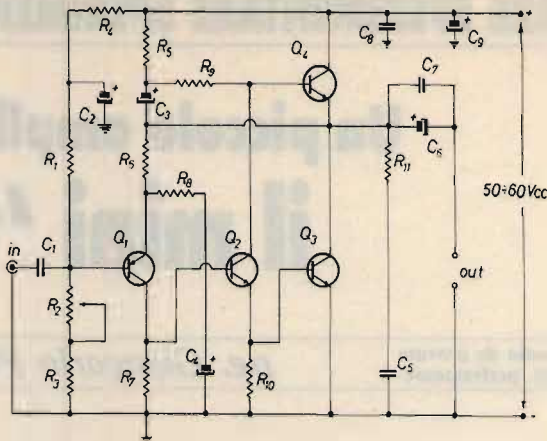 R4
+
R5
Q4
C8
+
C9
R9
C7
C2
+
+
C3
+
C6
R1
R6
R8
R11
50÷60Vcc
in
C1
Q1
Q2
Q3
out
R2
R3
R7
C4
+
R10
C5
-